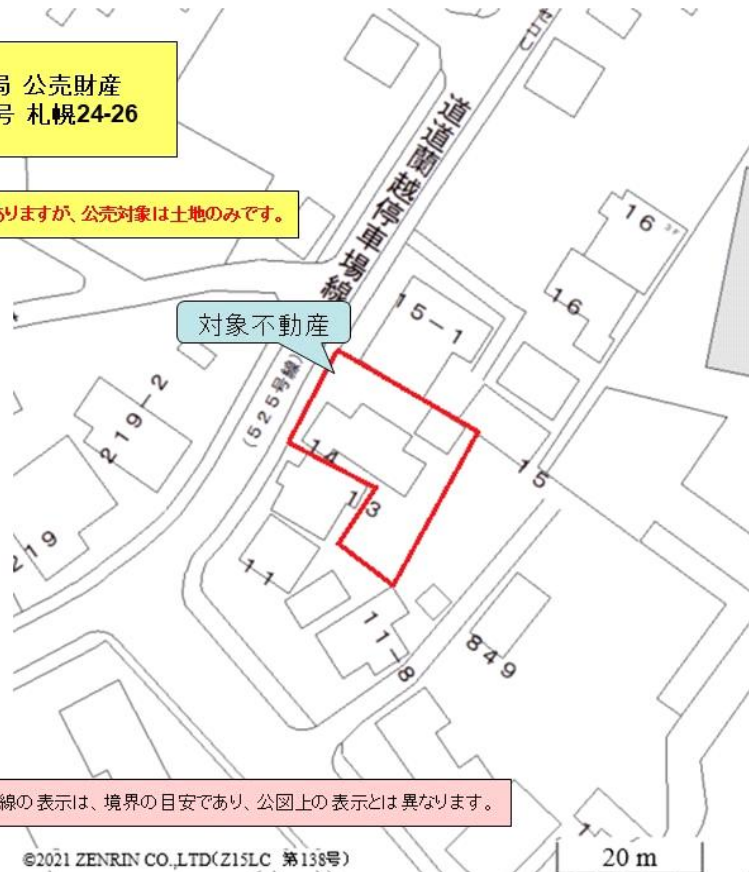 局 公売財産
号 札幌24-26
ありますが、公売対象は土地のみです。
道道蘭越停車場線
(525号線)
対象不動産
16
16
15-1
15
14
13
11
11-8
219-2
219
849
線の表示は、境界の目安であり、公図上の表示とは異なります。
©2021 ZENRIN CO.,LTD(Z15LC 第138号)
20 m